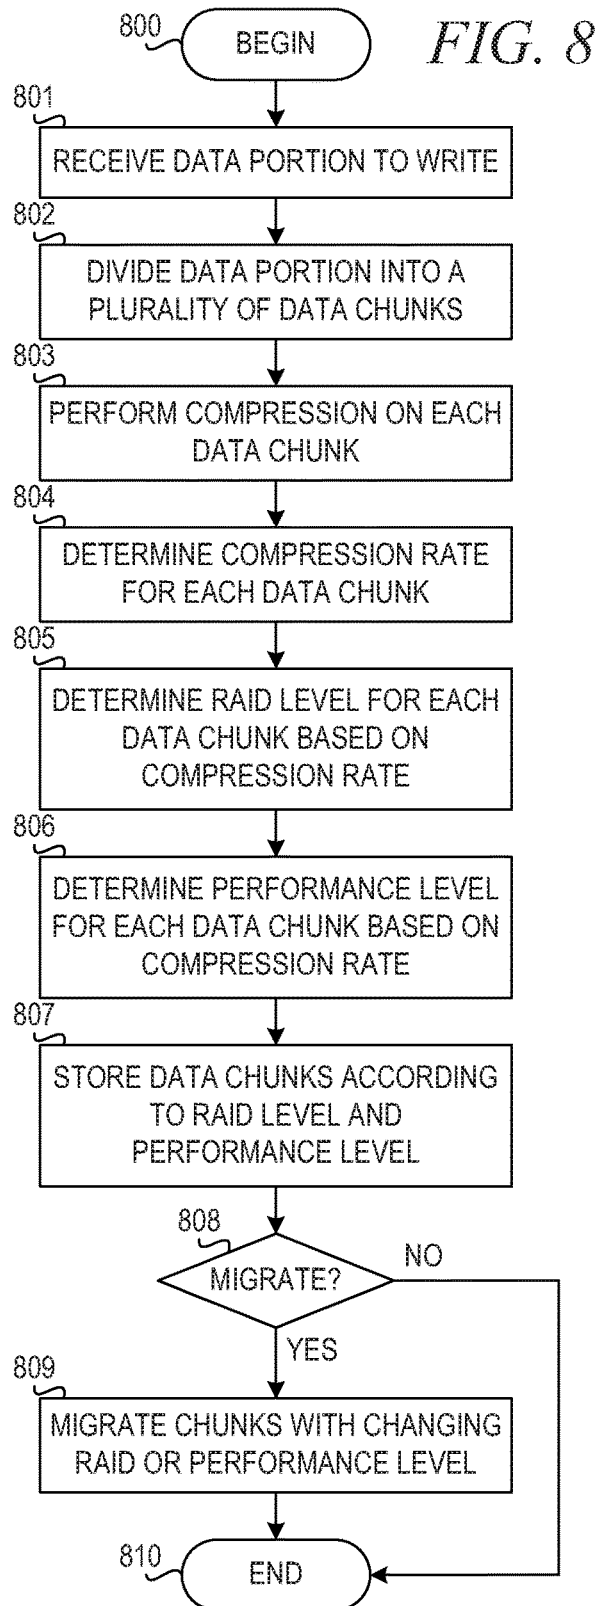 800
BEGIN
FIG. 8
801
RECEIVE DATA PORTION TO WRITE
802
DIVIDE DATA PORTION INTO A
PLURALITY OF DATA CHUNKS
803
PERFORM COMPRESSION ON EACH
DATA CHUNK
804
DETERMINE COMPRESSION RATE
FOR EACH DATA CHUNK
805
DETERMINE RAID LEVEL FOR EACH
DATA CHUNK BASED ON
COMPRESSION RATE
806
DETERMINE PERFORMANCE LEVEL
FOR EACH DATA CHUNK BASED ON
COMPRESSION RATE
807
STORE DATA CHUNKS ACCORDING
TO RAID LEVEL AND
PERFORMANCE LEVEL
808
MIGRATE?
NO
YES
809
MIGRATE CHUNKS WITH CHANGING
RAID OR PERFORMANCE LEVEL
810
END